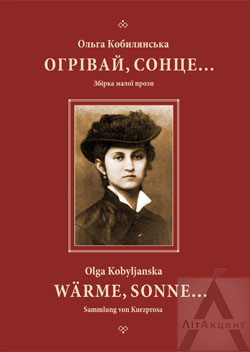 Ольга Кобилянська
ОГРІВАЙ, СОНЦЕ...
Збірка малої прози
Olga Kobyljanska
WÄRME, SONNE...
Sammlung von Kurzprosa
ЛітАкцент